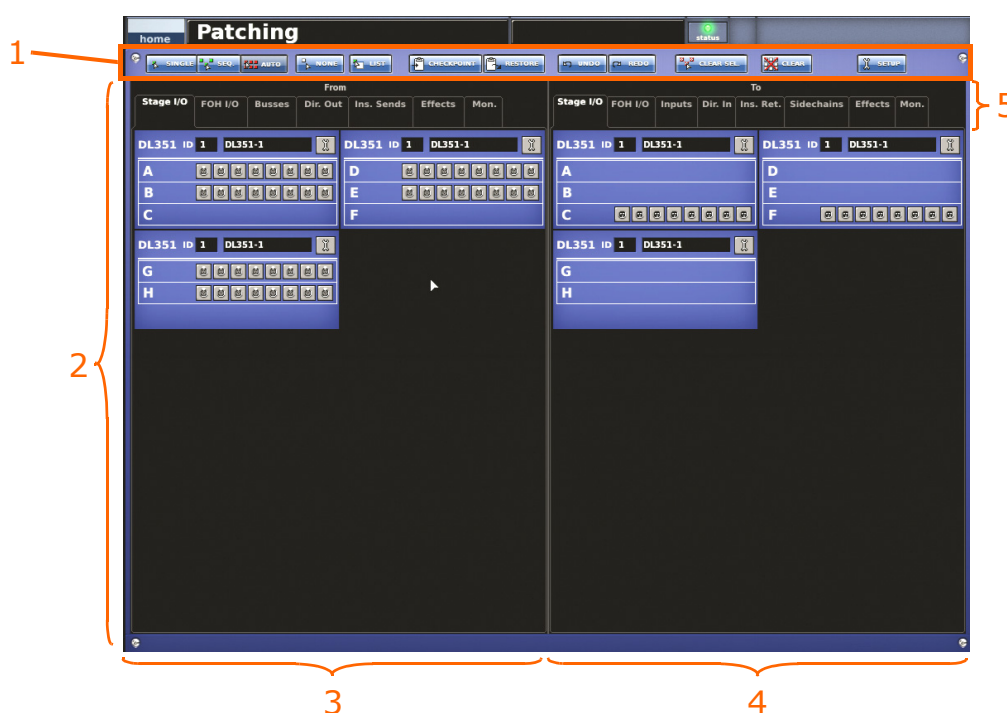 home Patching status
1
SINGLE SEQ. AUTO NONE LIST CHECKPOINT RESTORE UNDO REDO CLEAR SEL. CLEAR SETUP
From To
Stage I/O FOH I/O Busses Dir. Out Ins. Sends Effects Mon. Stage I/O FOH I/O Inputs Dir. In Ins. Ret. Sidechains Effects Mon.
5
DL351 ID 1 DL351-1 DL351 ID 1 DL351-1 DL351 ID 1 DL351-1 DL351 ID 1 DL351-1
A D A D
B E B E
C F C F
DL351 ID 1 DL351-1 DL351 ID 1 DL351-1
G G
H H
2
3 4